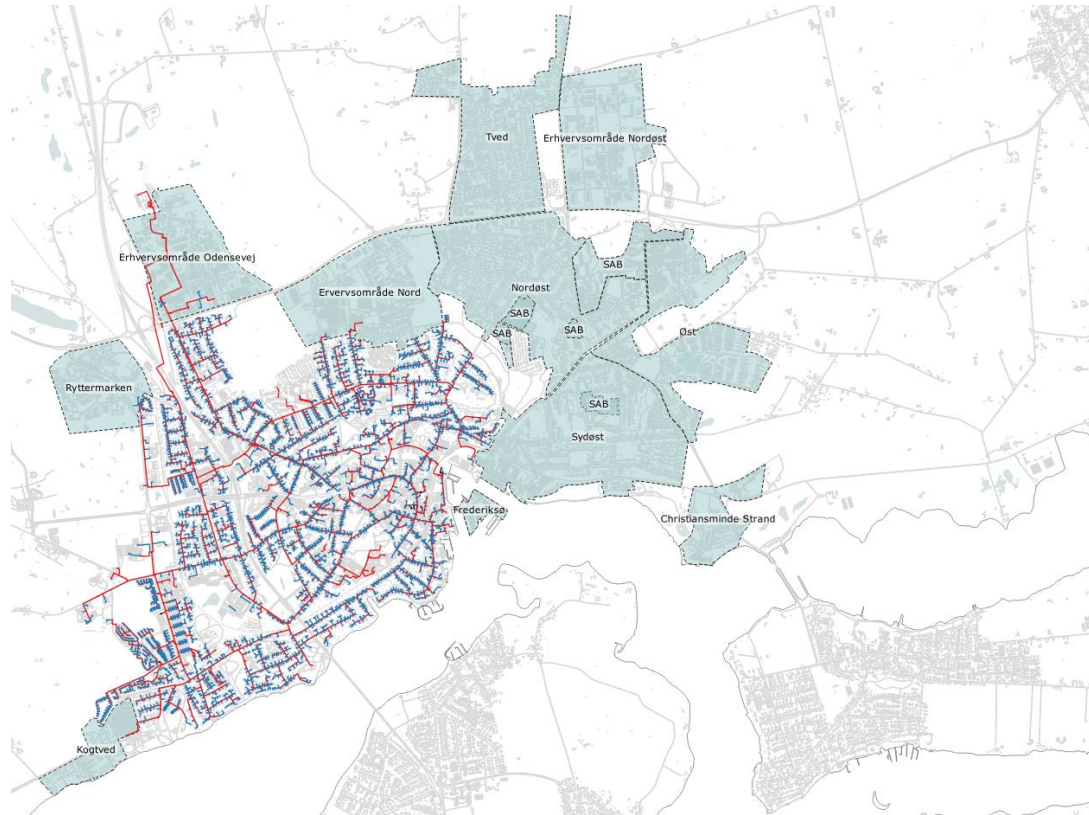 Tved
Erhvervsområde Nordøst
Erhvervsområde Odensevej
SAB
Ervervsområde Nord
Nordøst
SAB
SAB
SAB
Øst
Ryttermarken
SAB
Sydøst
Frederiksø
Christiansminde Strand
Kogtved